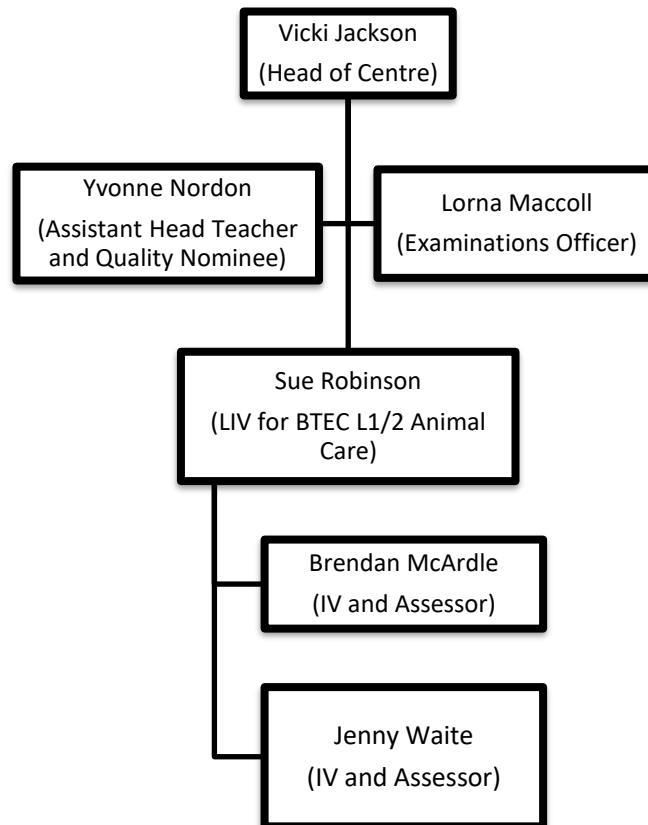 Vicki Jackson
(Head of Centre)
Yvonne Nordon
(Assistant Head Teacher
and Quality Nominee)
Lorna Maccoll
(Examinations Officer)
Sue Robinson
(LIV for BTEC L1/2 Animal
Care)
Brendan McArdle
(IV and Assessor)
Jenny Waite
(IV and Assessor)